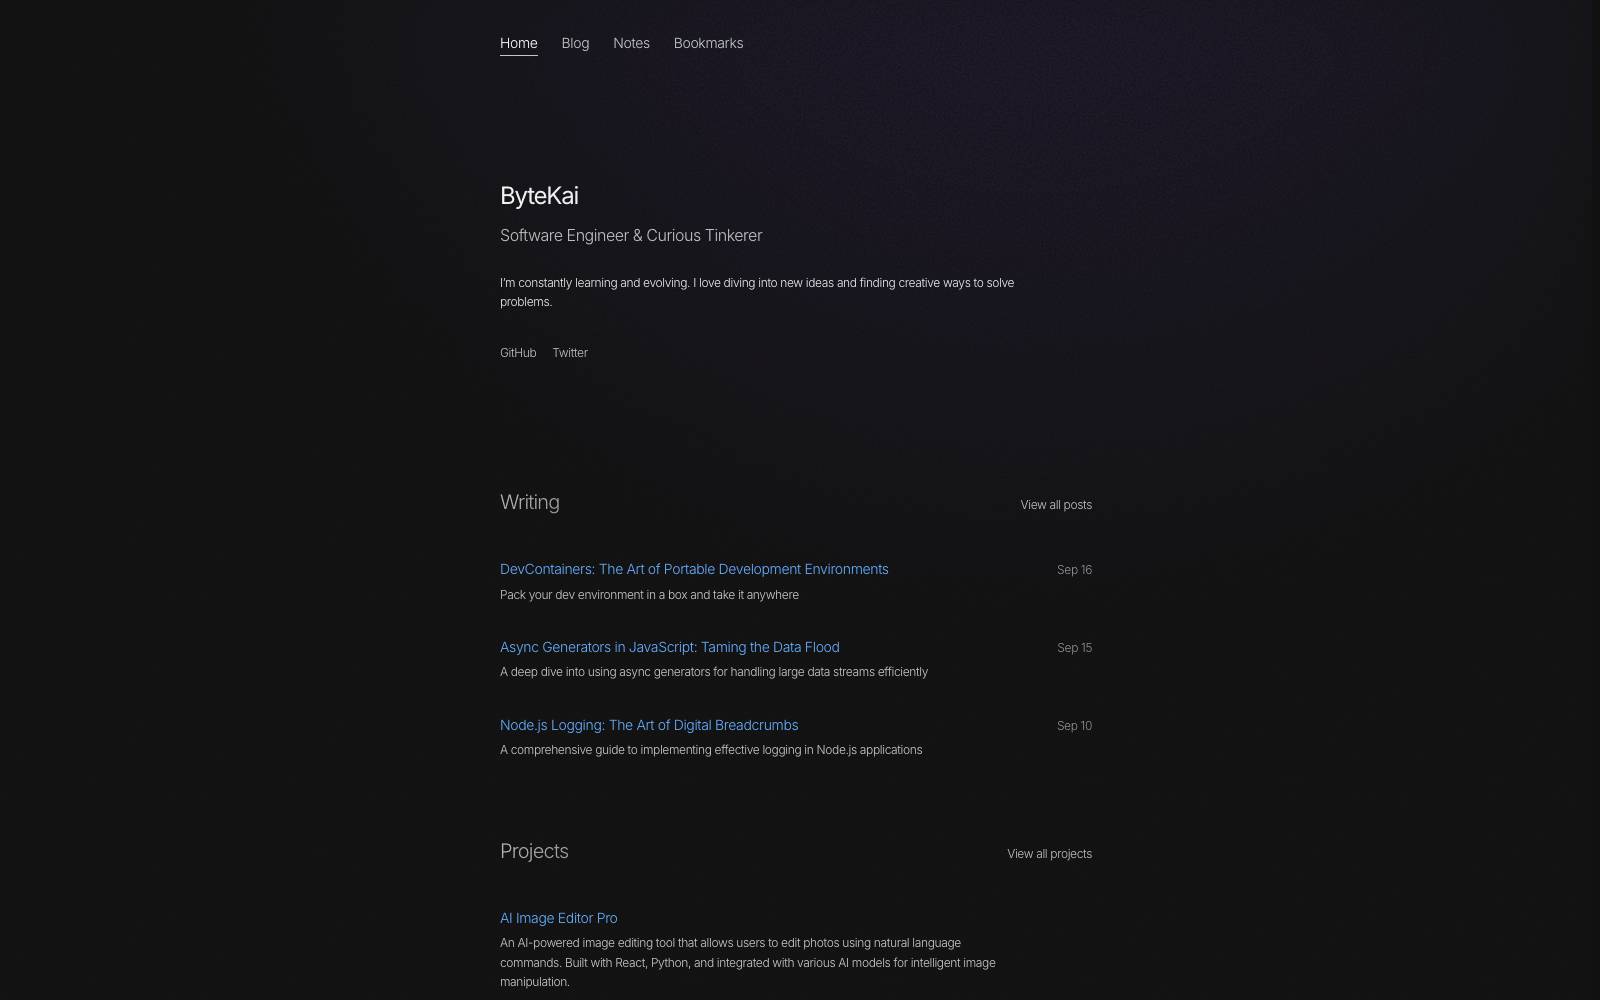 Home Blog Notes Bookmarks
ByteKai
Software Engineer & Curious Tinkerer
I'm constantly learning and evolving. I love diving into new ideas and finding creative ways to solve
problems.
GitHub Twitter
Writing View all posts
DevContainers: The Art of Portable Development Environments Sep 16
Pack your dev environment in a box and take it anywhere
Async Generators in JavaScript: Taming the Data Flood Sep 15
A deep dive into using async generators for handling large data streams efficiently
Node.js Logging: The Art of Digital Breadcrumbs Sep 10
A comprehensive guide to implementing effective logging in Node.js applications
Projects View all projects
AI Image Editor Pro
An AI-powered image editing tool that allows users to edit photos using natural language
commands. Built with React, Python, and integrated with various AI models for intelligent image
manipulation.